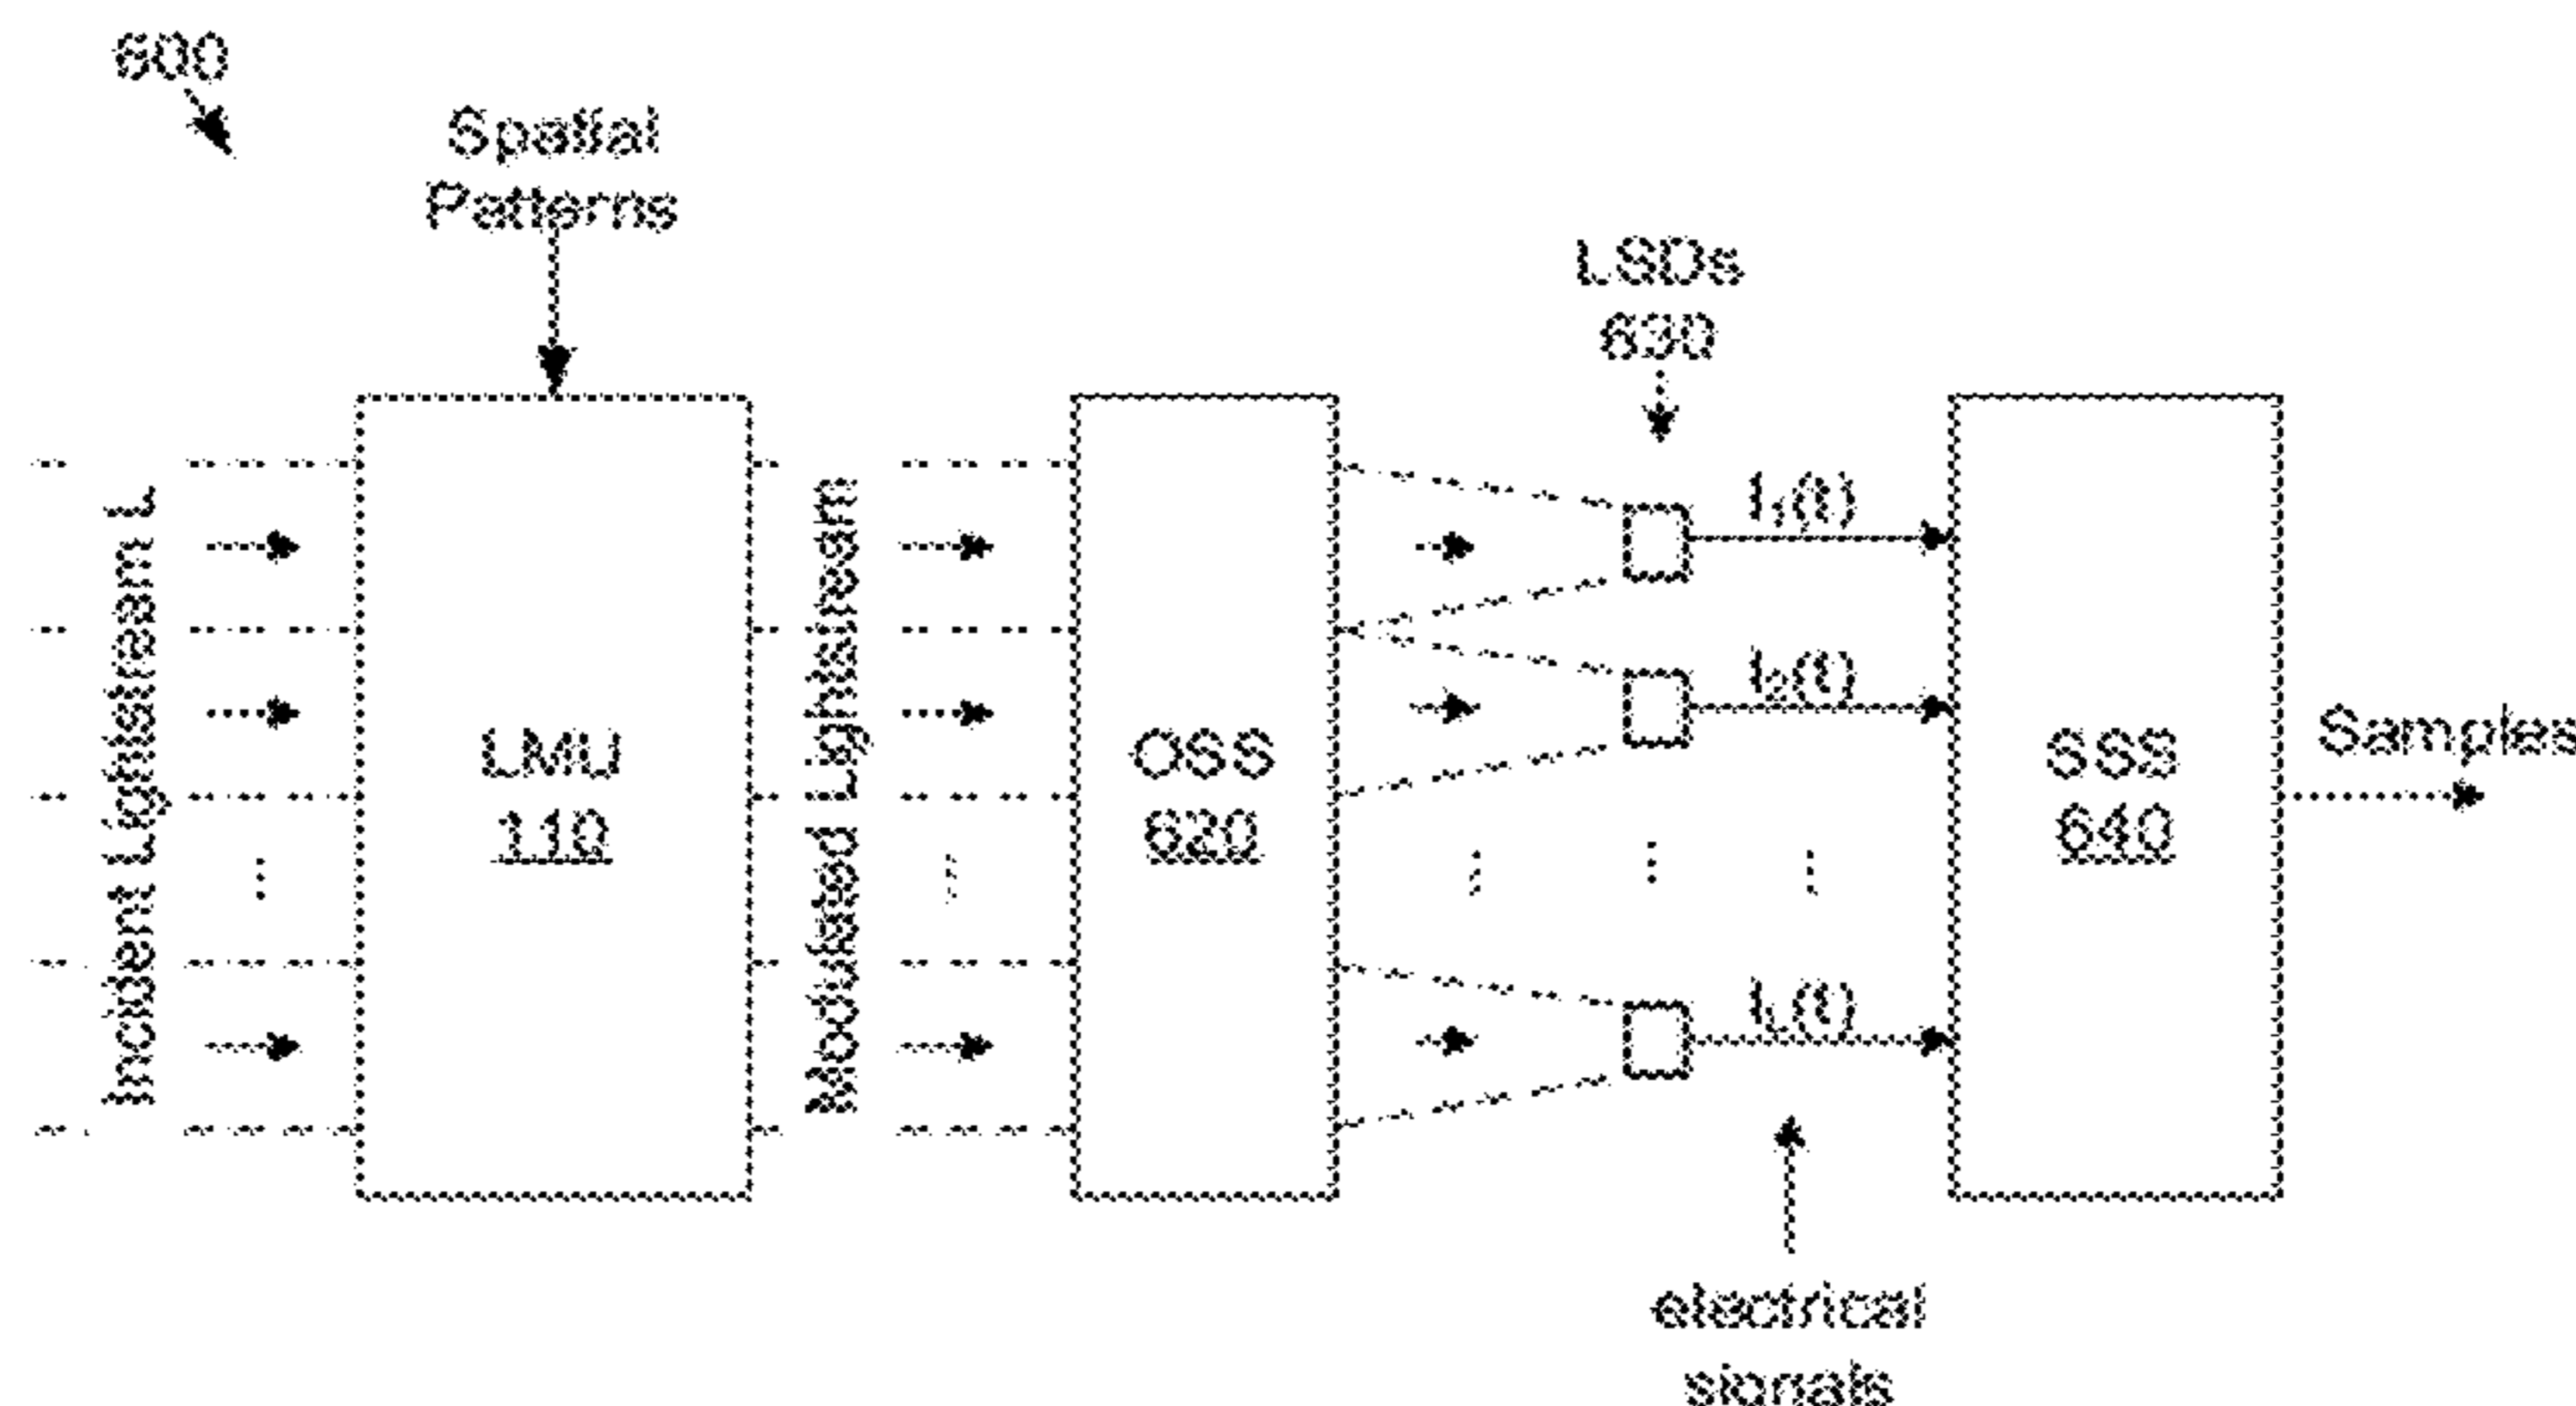 600
Spatial
Patterns
LSDs
630
Incident Lightstream L
LMU
110
Modulated Lightstream
OSS
620
I₁(t)
I₂(t)
I_L(t)
SSS
640
Samples
electrical
signals